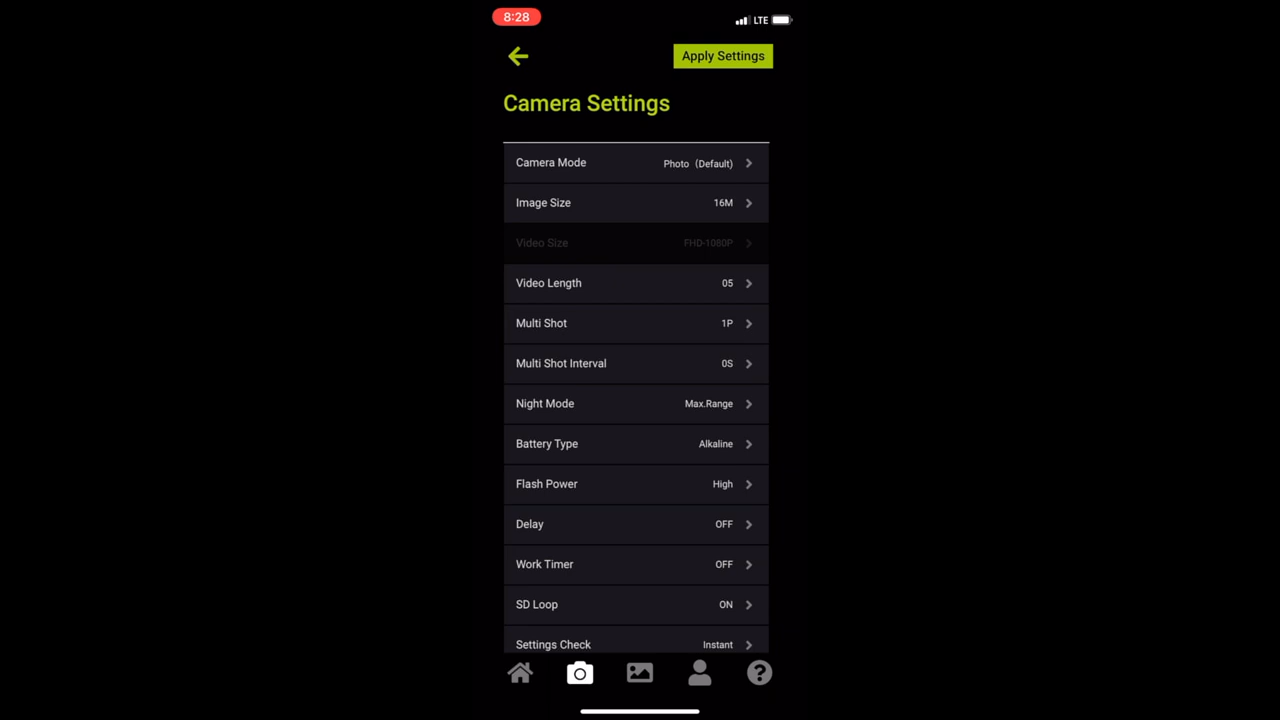 8:28 LTE
Apply Settings
Camera Settings
Camera Mode Photo (Default)
Image Size 16M
Video Size FHD-1080P
Video Length 05
Multi Shot 1P
Multi Shot Interval 0S
Night Mode Max.Range
Battery Type Alkaline
Flash Power High
Delay OFF
Work Timer OFF
SD Loop ON
Settings Check Instant